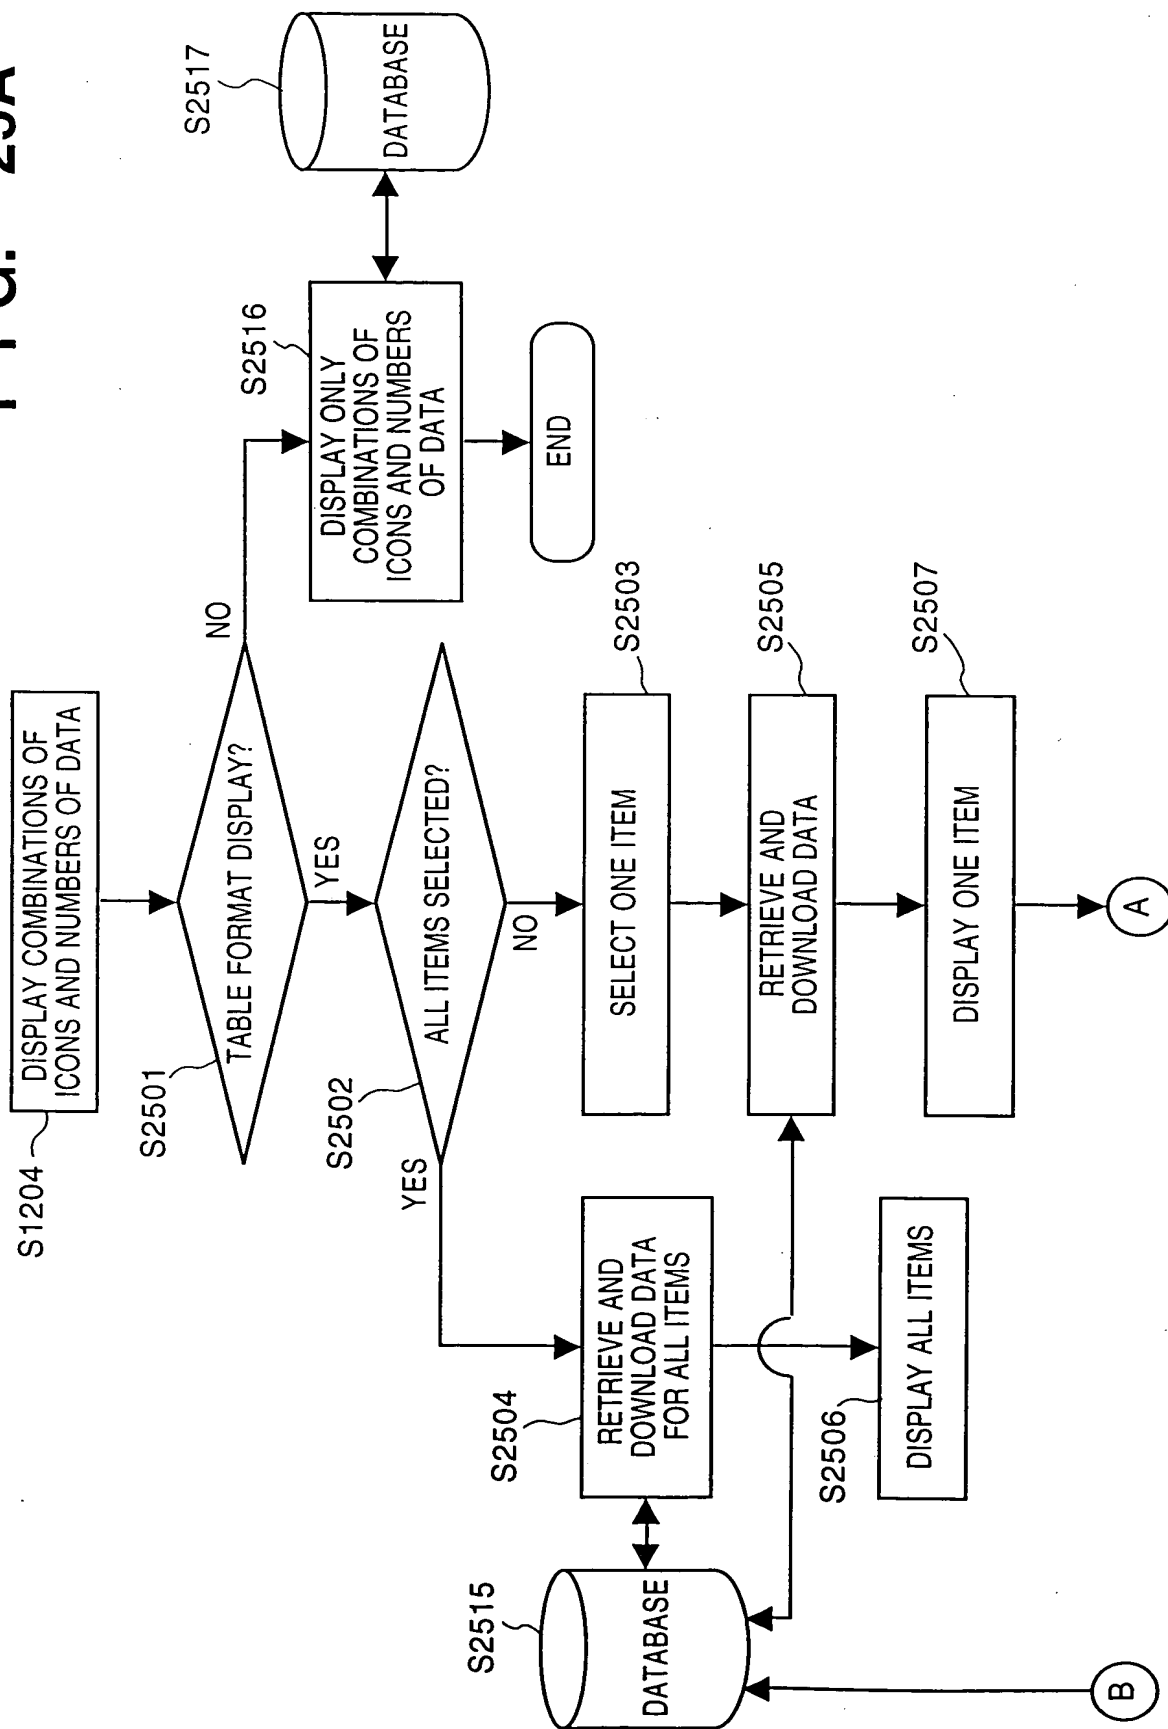 FIG. 25A
S1204
DISPLAY COMBINATIONS OF
ICONS AND NUMBERS OF DATA
S2501
TABLE FORMAT DISPLAY?
NO
YES
S2517
DATABASE
S2516
DISPLAY ONLY
COMBINATIONS OF
ICONS AND NUMBERS
OF DATA
END
S2502
ALL ITEMS SELECTED?
YES
NO
S2503
SELECT ONE ITEM
S2515
DATABASE
S2504
RETRIEVE AND
DOWNLOAD DATA
FOR ALL ITEMS
S2505
RETRIEVE AND
DOWNLOAD DATA
S2506
DISPLAY ALL ITEMS
S2507
DISPLAY ONE ITEM
B
A